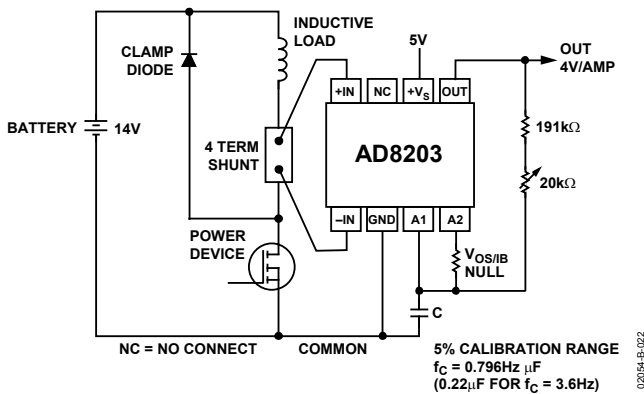 INDUCTIVE
LOAD
CLAMP
DIODE
5V
OUT
4V/AMP
+IN
NC
+VS
OUT
BATTERY
14V
4 TERM
SHUNT
AD8203
191kΩ
20kΩ
–IN
GND
A1
A2
POWER
DEVICE
VOS/IB
NULL
C
NC = NO CONNECT
COMMON
5% CALIBRATION RANGE
fC = 0.796Hz μF
(0.22μF FOR fC = 3.6Hz)
02054-B-022